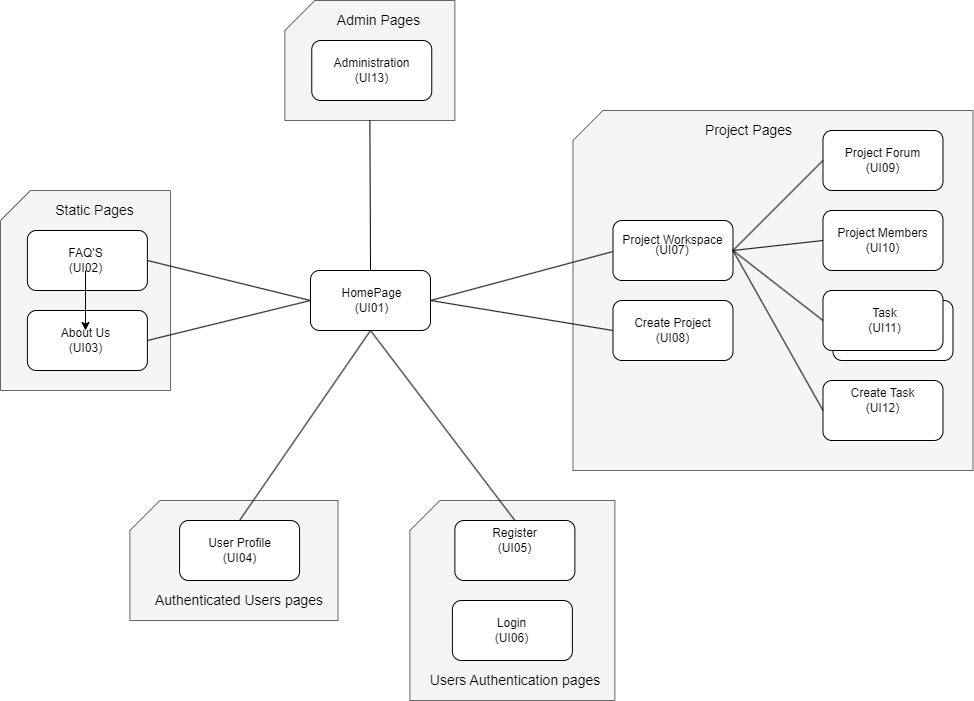 Admin Pages
Administration
(UI13)
Project Pages
Project Forum
(UI09)
Project Members
(UI10)
Project Workspace
(UI07)
Task
(UI11)
Create Project
(UI08)
Create Task
(UI12)
Static Pages
FAQ'S
(UI02)
About Us
(UI03)
HomePage
(UI01)
User Profile
(UI04)
Authenticated Users pages
Register
(UI05)
Login
(UI06)
Users Authentication pages